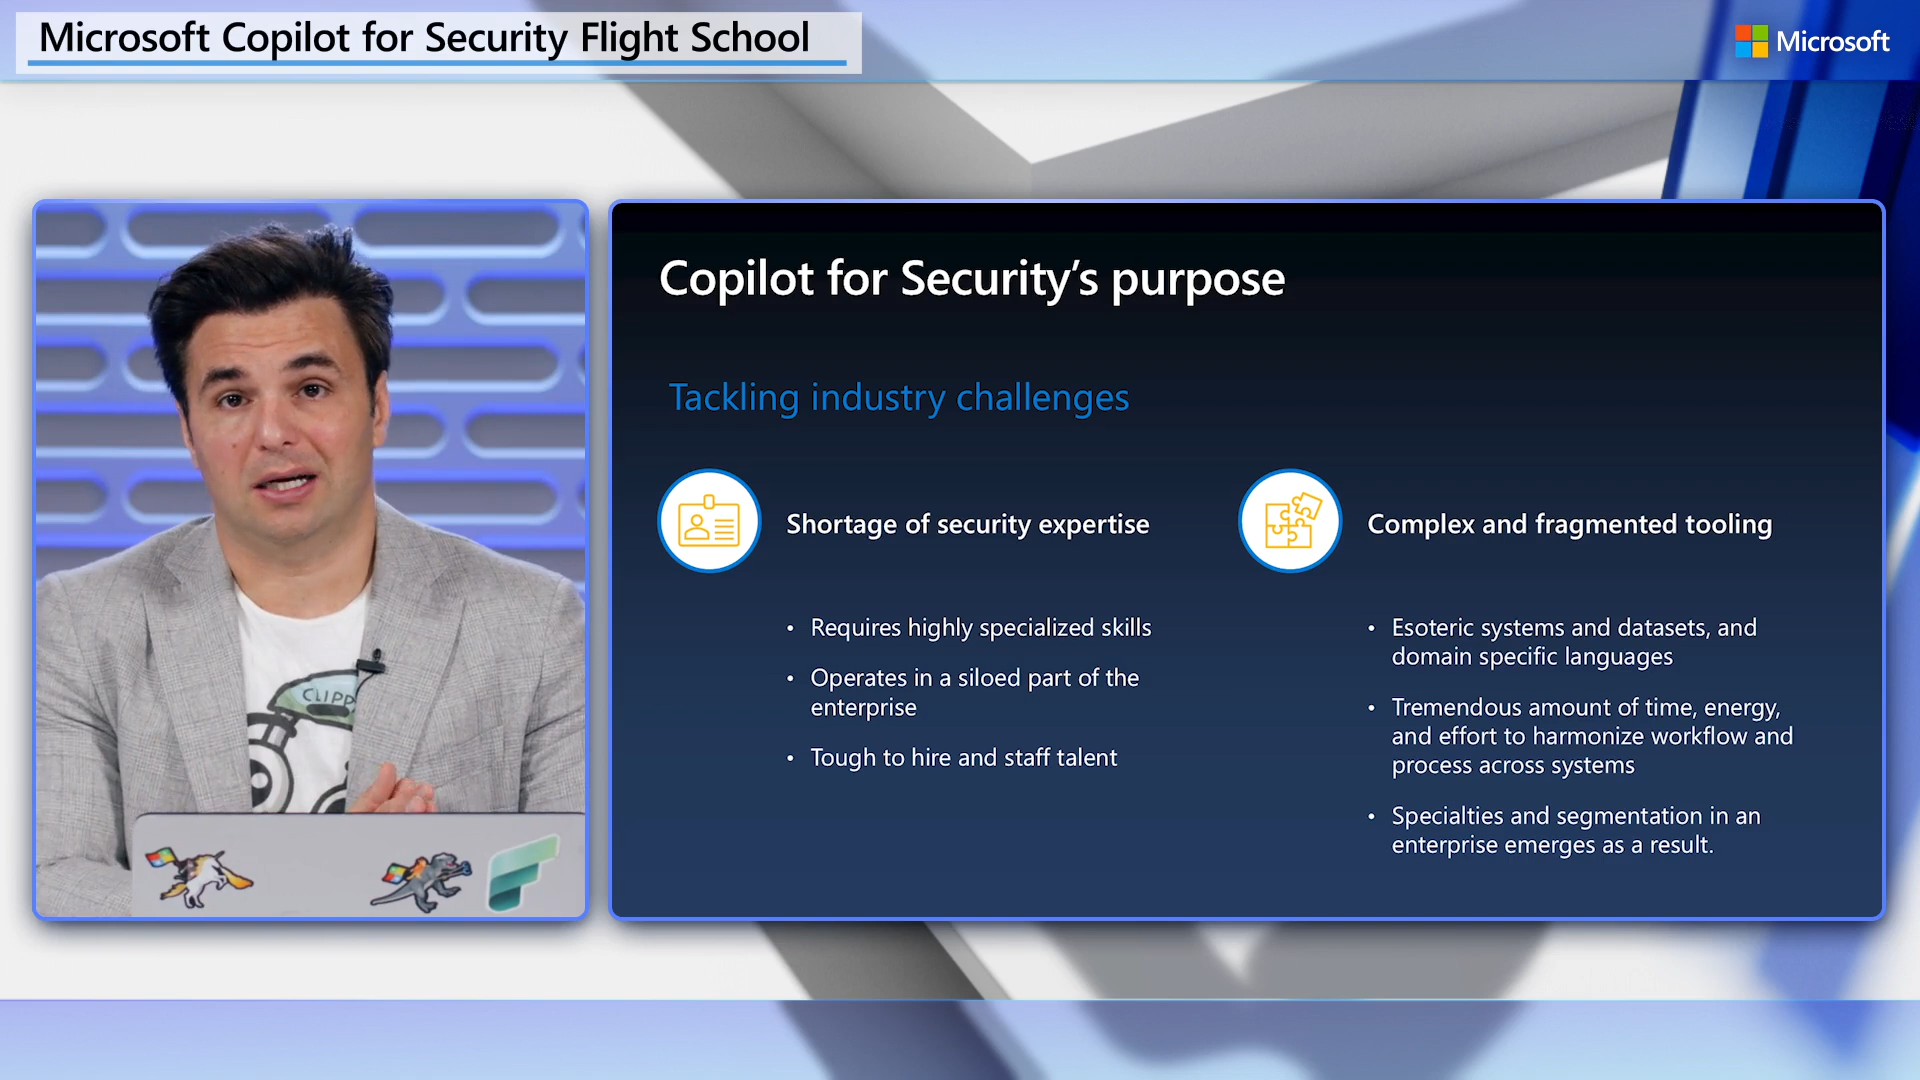 Microsoft Copilot for Security Flight School
Microsoft
Copilot for Security's purpose
Tackling industry challenges
Shortage of security expertise
• Requires highly specialized skills
• Operates in a siloed part of the
enterprise
• Tough to hire and staff talent
Complex and fragmented tooling
• Esoteric systems and datasets, and
domain specific languages
• Tremendous amount of time, energy,
and effort to harmonize workflow and
process across systems
• Specialties and segmentation in an
enterprise emerges as a result.